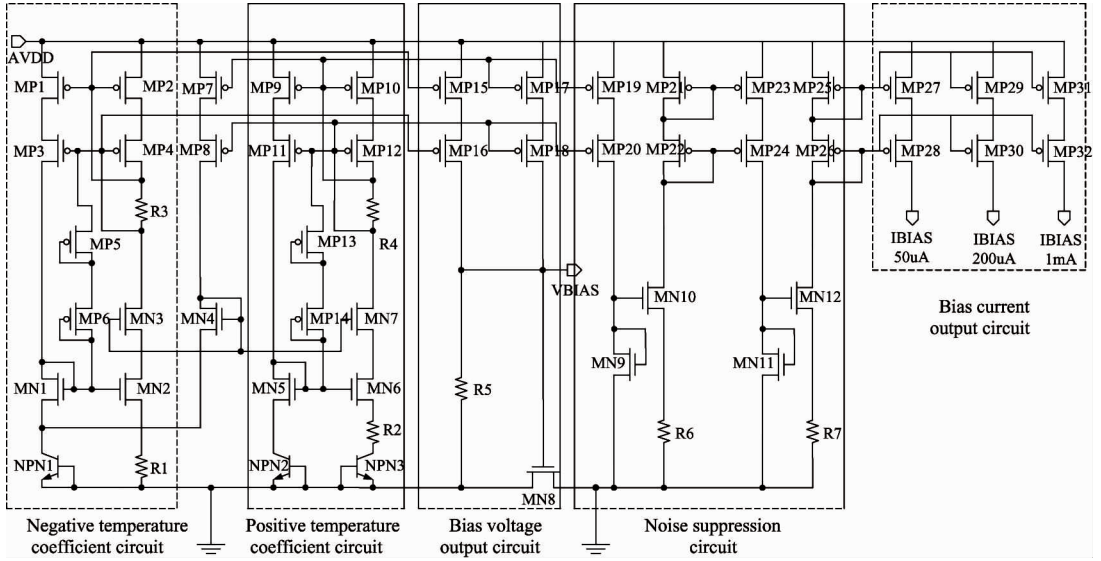 AVDD
MP1 MP2 MP7 MP9 MP10 MP15 MP17 MP19 MP21 MP23 MP25 MP27 MP29 MP31
MP3 MP4 MP8 MP11 MP12 MP16 MP18 MP20 MP22 MP24 MP26 MP28 MP30 MP32
R3 R4
MP5 MP13
IBIAS IBIAS IBIAS
50uA 200uA 1mA
VBIAS
MN10 MN12
MP6 MN3 MN4 MP14 MN7
MN9 MN11
MN1 MN2 MN5 MN6 R5
R2 R6 R7
NPN1 R1 NPN2 NPN3
MN8
Bias current
output circuit
Negative temperature
coefficient circuit
Positive temperature
coefficient circuit
Bias voltage
output circuit
Noise suppression
circuit